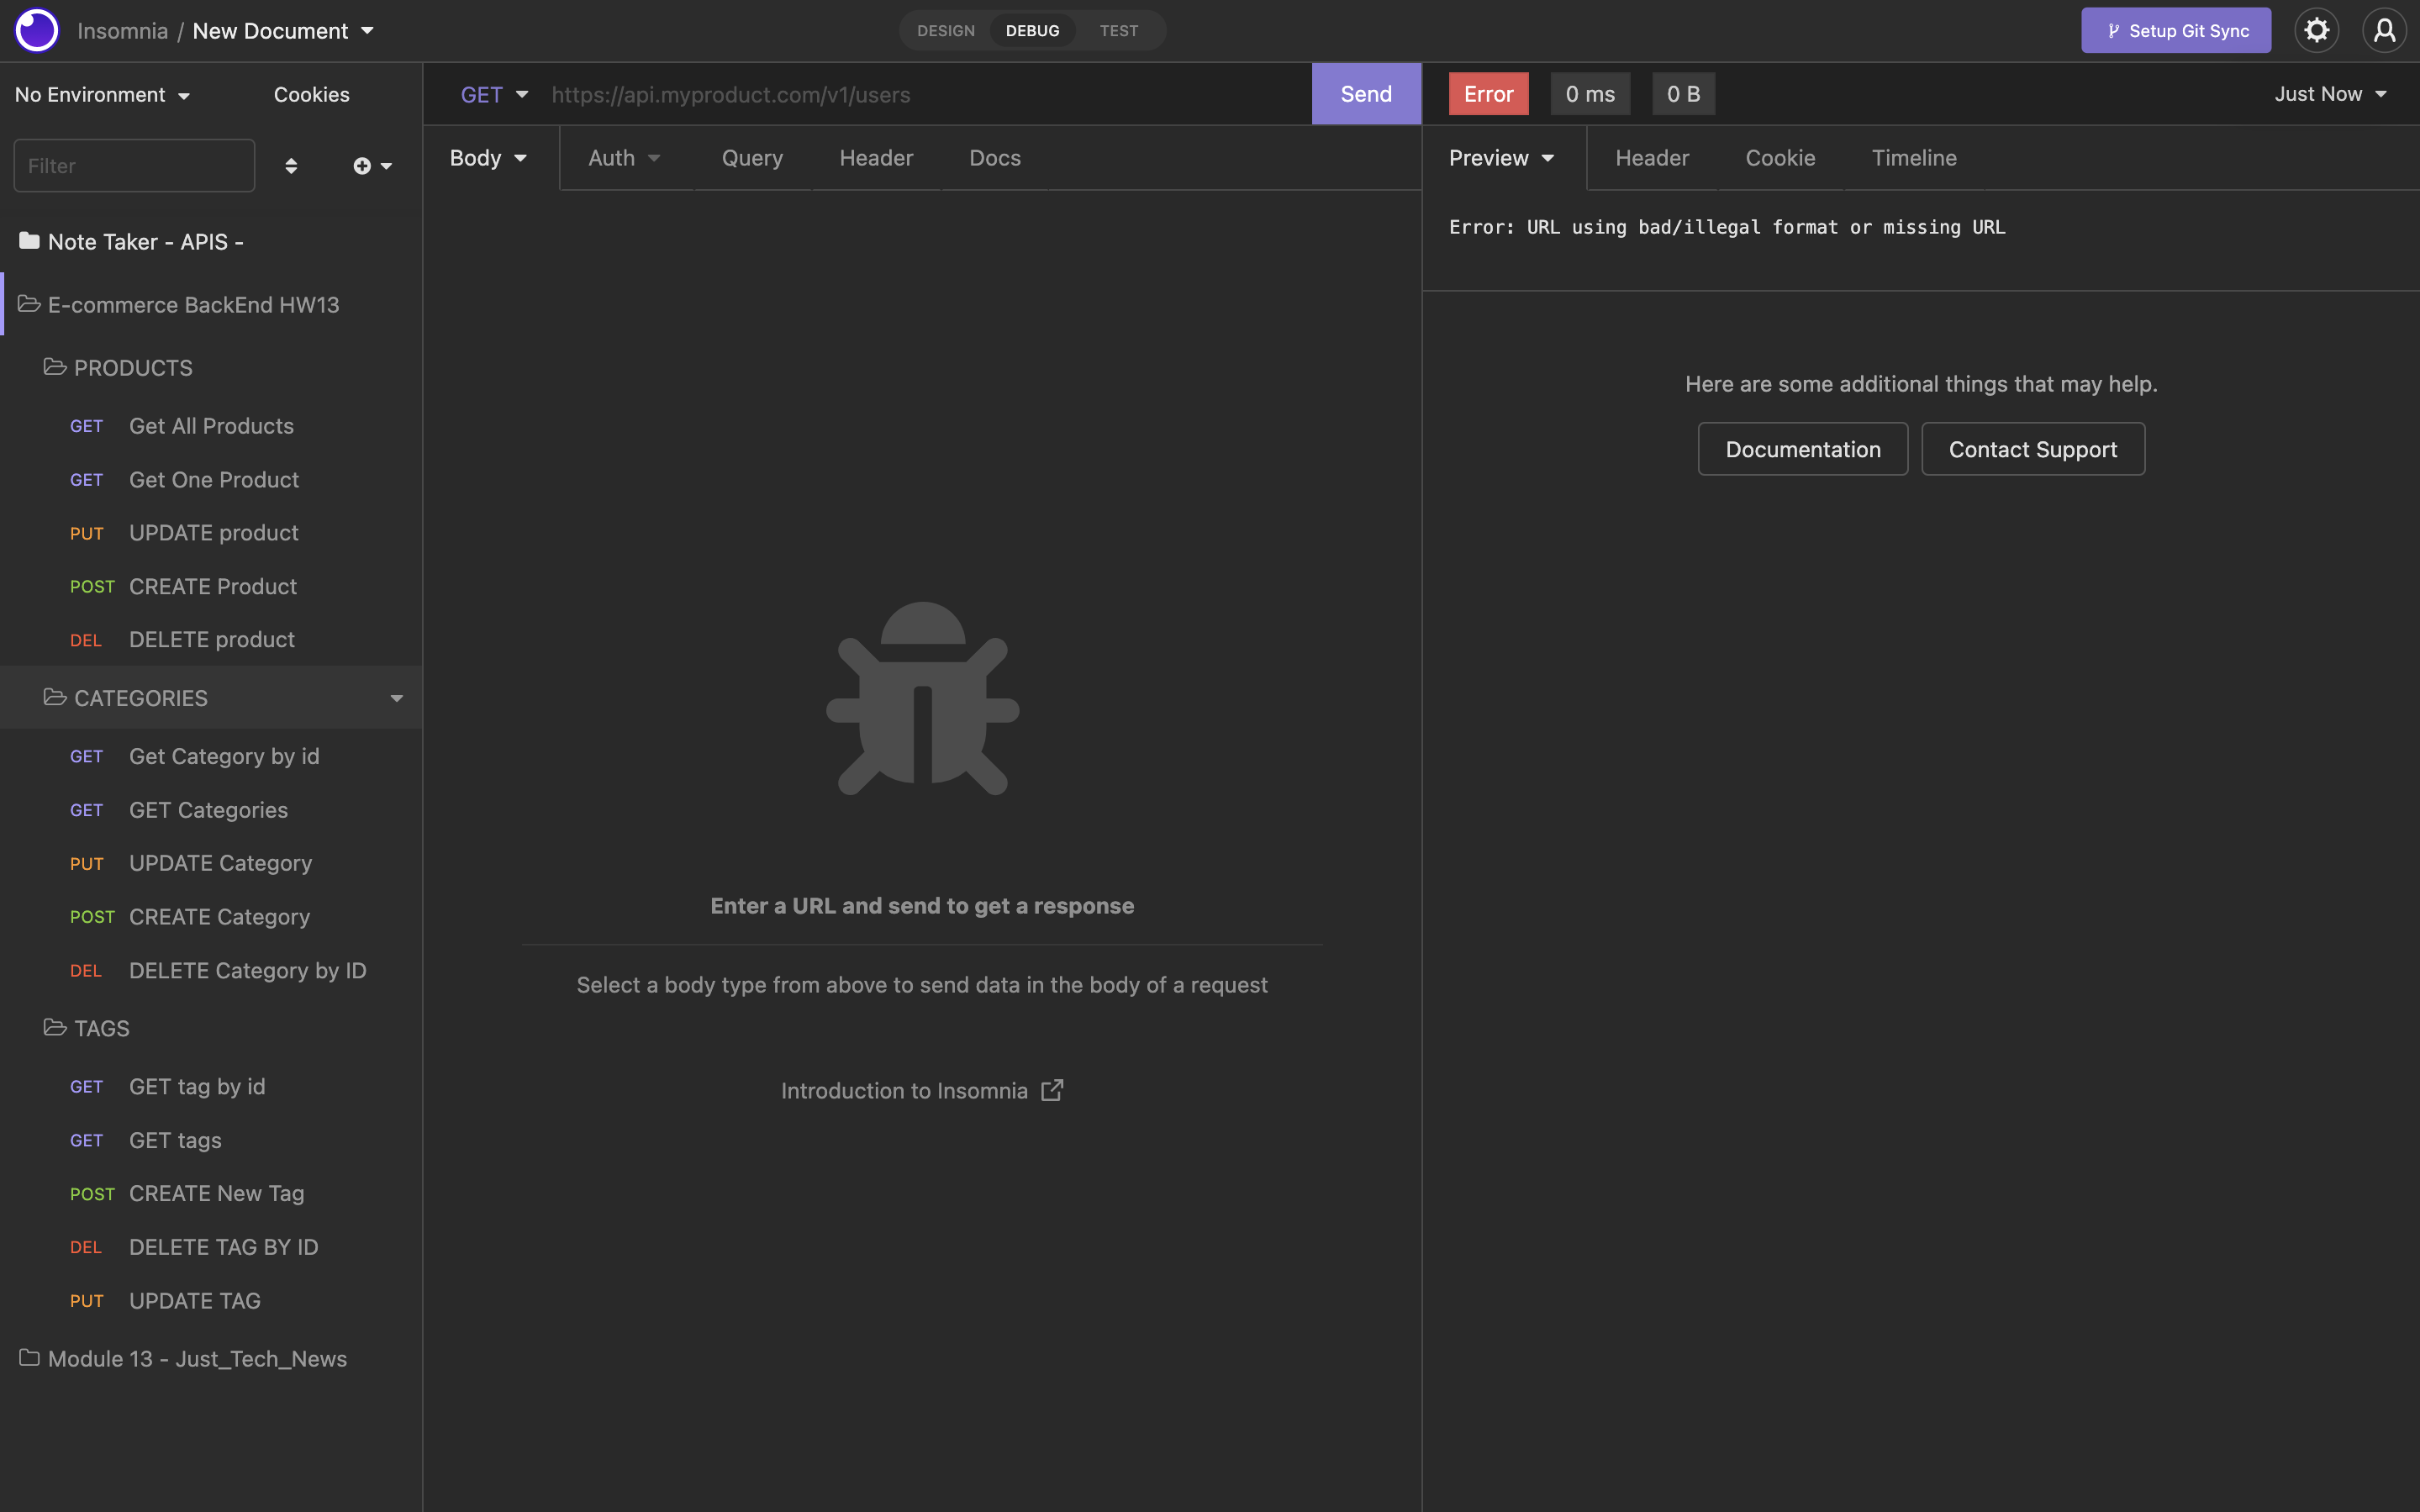 Insomnia / New Document
DESIGN DEBUG TEST
Setup Git Sync
No Environment Cookies
GET https://api.myproduct.com/v1/users Send
Error 0 ms 0 B Just Now
Filter
Body Auth Query Header Docs
Preview Header Cookie Timeline
Error: URL using bad/illegal format or missing URL
Here are some additional things that may help.
Documentation Contact Support
Note Taker - APIS -
E-commerce BackEnd HW13
PRODUCTS
GET Get All Products
GET Get One Product
PUT UPDATE product
POST CREATE Product
DEL DELETE product
CATEGORIES
GET Get Category by id
GET GET Categories
PUT UPDATE Category
POST CREATE Category
DEL DELETE Category by ID
TAGS
GET GET tag by id
GET GET tags
POST CREATE New Tag
DEL DELETE TAG BY ID
PUT UPDATE TAG
Module 13 - Just_Tech_News
Enter a URL and send to get a response
Select a body type from above to send data in the body of a request
Introduction to Insomnia